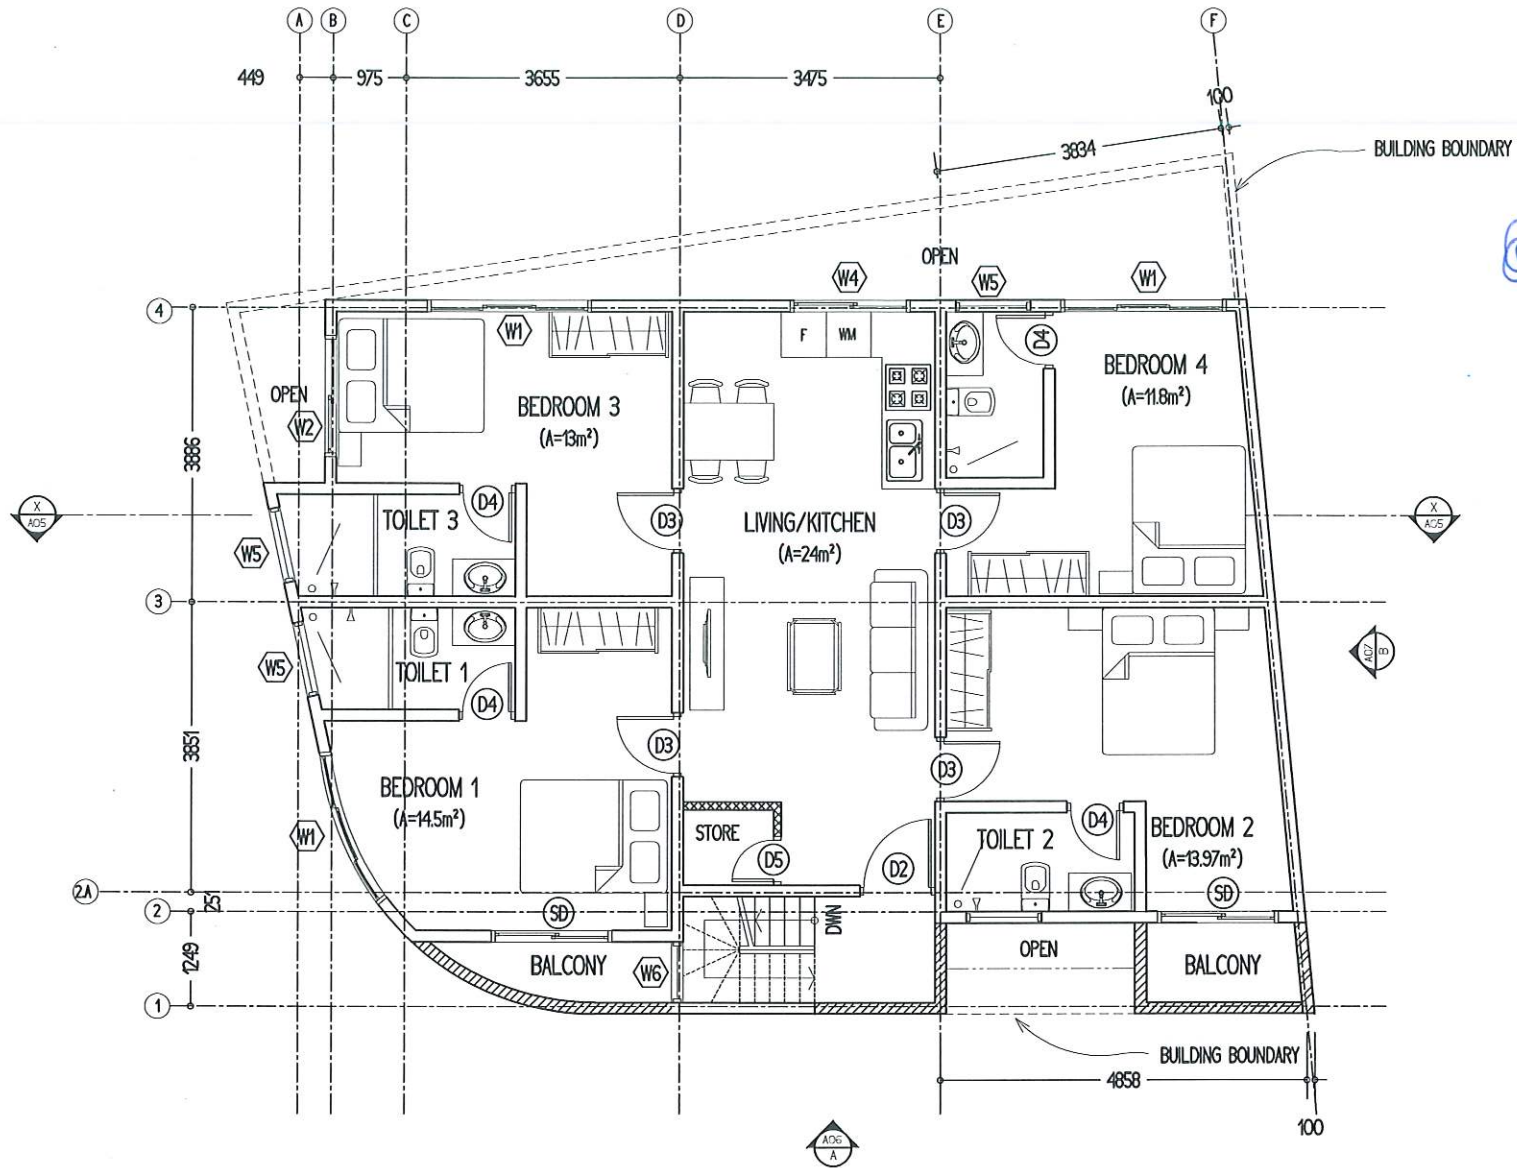 A B C D E F
449 975 3655 3475
100
3834
BUILDING BOUNDARY
OPEN
W4 W5 W1
4
W1
F WM
D4
BEDROOM 4
(A=11.8m²)
OPEN
BEDROOM 3
(A=13m²)
W2
3886
X
A05
D4
TOILET 3
D3
LIVING/KITCHEN
(A=24m²)
D3
X
A05
W5
3
W5
TOILET 1
D4
A07
B
3851
D3
D3
BEDROOM 1
(A=14.5m²)
W1
STORE
D5
D2
TOILET 2
D4
BEDROOM 2
(A=13.97m²)
2.A
251
2
SD
DWN
SD
1249
BALCONY
W6
OPEN
BALCONY
1
BUILDING BOUNDARY
4858
100
A06
A